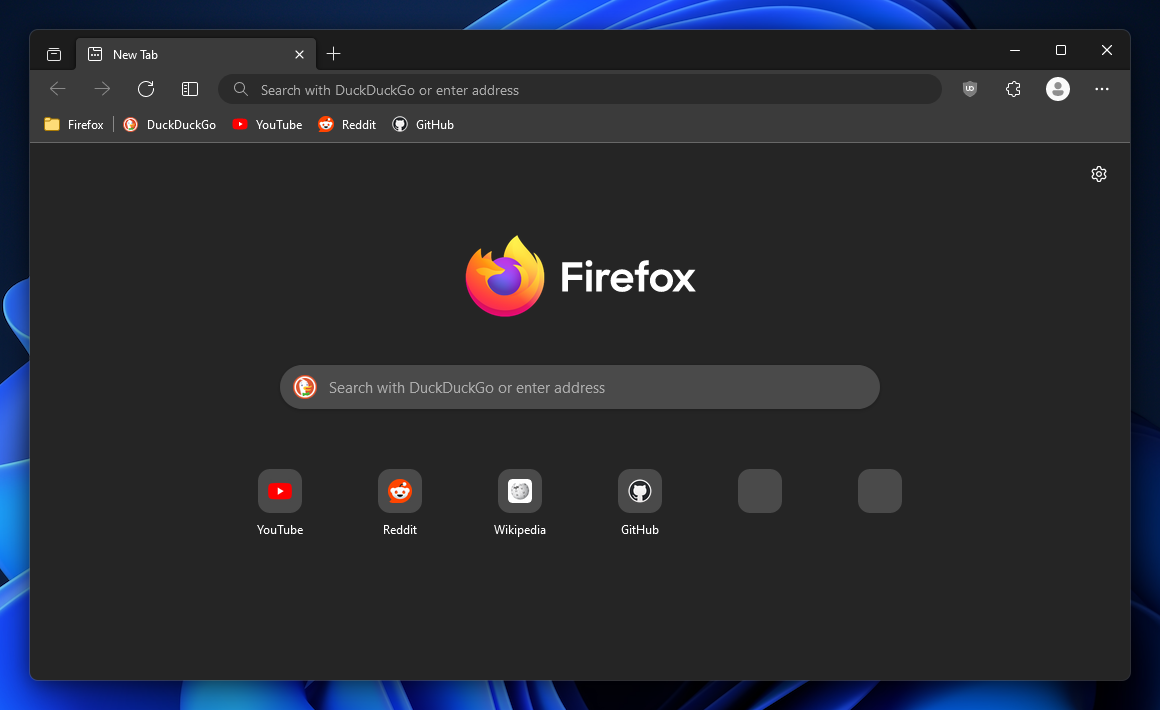 New Tab
Search with DuckDuckGo or enter address
Firefox DuckDuckGo YouTube Reddit GitHub
Firefox
Search with DuckDuckGo or enter address
YouTube Reddit Wikipedia GitHub